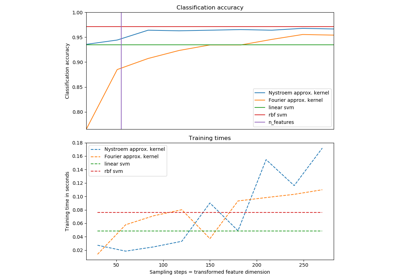 Classification accuracy
1.00
0.95
0.90
0.85
0.80
Classification accuracy
Nystroem approx. kernel
Fourier approx. kernel
linear svm
rbf svm
n_features
Training times
0.18
0.16
0.14
0.12
0.10
0.08
0.06
0.04
0.02
Training time in seconds
Nystroem approx. kernel
Fourier approx. kernel
linear svm
rbf svm
50
100
150
200
250
Sampling steps = transformed feature dimension